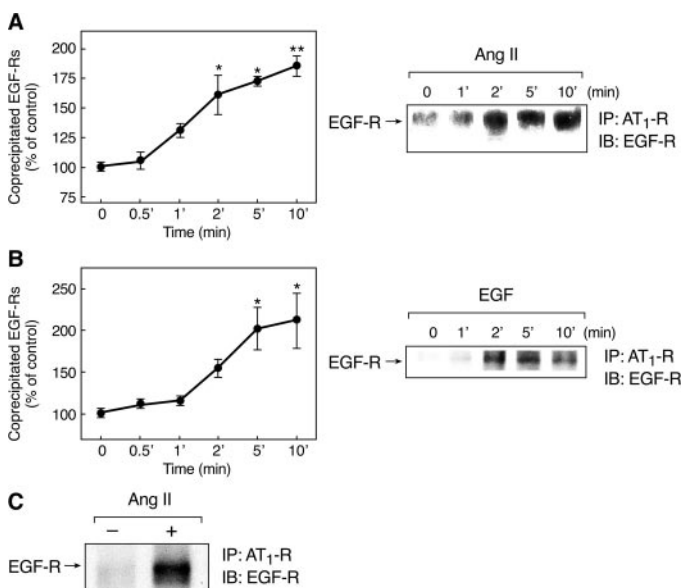 A
Coprecipitated EGF-Rs
(% of control)
200
175
150
125
100
75
*
*
**
0 0.5' 1' 2' 5' 10'
Time (min)
Ang II
0 1' 2' 5' 10' (min)
EGF-R
IP: AT1-R
IB: EGF-R
B
Coprecipitated EGF-Rs
(% of control)
250
200
150
100
*
*
0 0.5' 1' 2' 5' 10'
Time (min)
EGF
0 1' 2' 5' 10' (min)
EGF-R
IP: AT1-R
IB: EGF-R
C
Ang II
– +
EGF-R
IP: AT1-R
IB: EGF-R